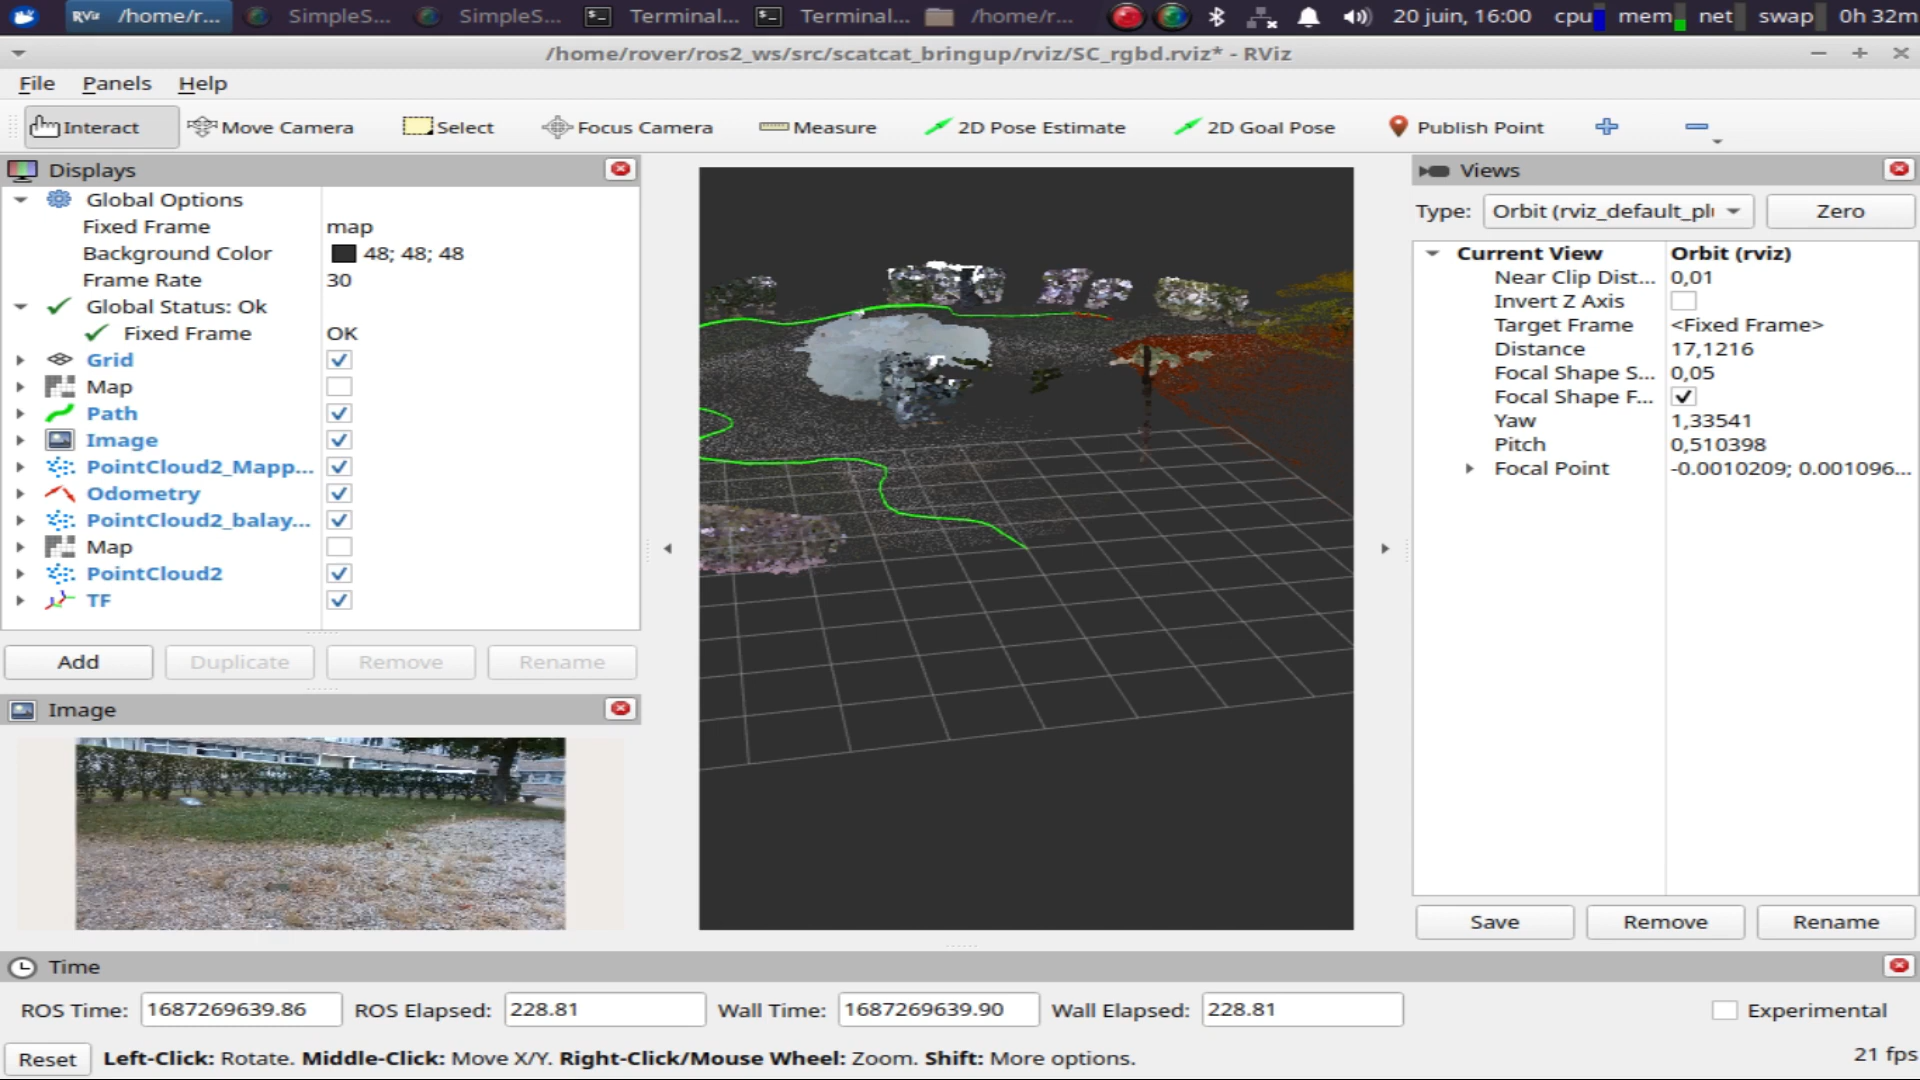 /home/r... SimpleS... SimpleS... Terminal... Terminal... /home/r... 20 juin, 16:00 cpu mem net swap 0h 32m
/home/rover/ros2_ws/src/scatcat_bringup/rviz/SC_rgbd.rviz* - RViz
File Panels Help
Interact Move Camera Select Focus Camera Measure 2D Pose Estimate 2D Goal Pose Publish Point
Displays
Global Options
Fixed Frame map
Background Color 48; 48; 48
Frame Rate 30
Global Status: Ok
Fixed Frame OK
Grid
Map
Path
Image
PointCloud2_Mapp...
Odometry
PointCloud2_balay...
Map
PointCloud2
TF
Add Duplicate Remove Rename
Image
Views
Type: Orbit (rviz_default_pl Zero
Current View Orbit (rviz)
Near Clip Dist... 0,01
Invert Z Axis
Target Frame <Fixed Frame>
Distance 17,1216
Focal Shape S... 0,05
Focal Shape F...
Yaw 1,33541
Pitch 0,510398
Focal Point -0.0010209; 0.001096...
Save Remove Rename
Time
ROS Time: 1687269639.86 ROS Elapsed: 228.81 Wall Time: 1687269639.90 Wall Elapsed: 228.81 Experimental
Reset Left-Click: Rotate. Middle-Click: Move X/Y. Right-Click/Mouse Wheel: Zoom. Shift: More options. 21 fps